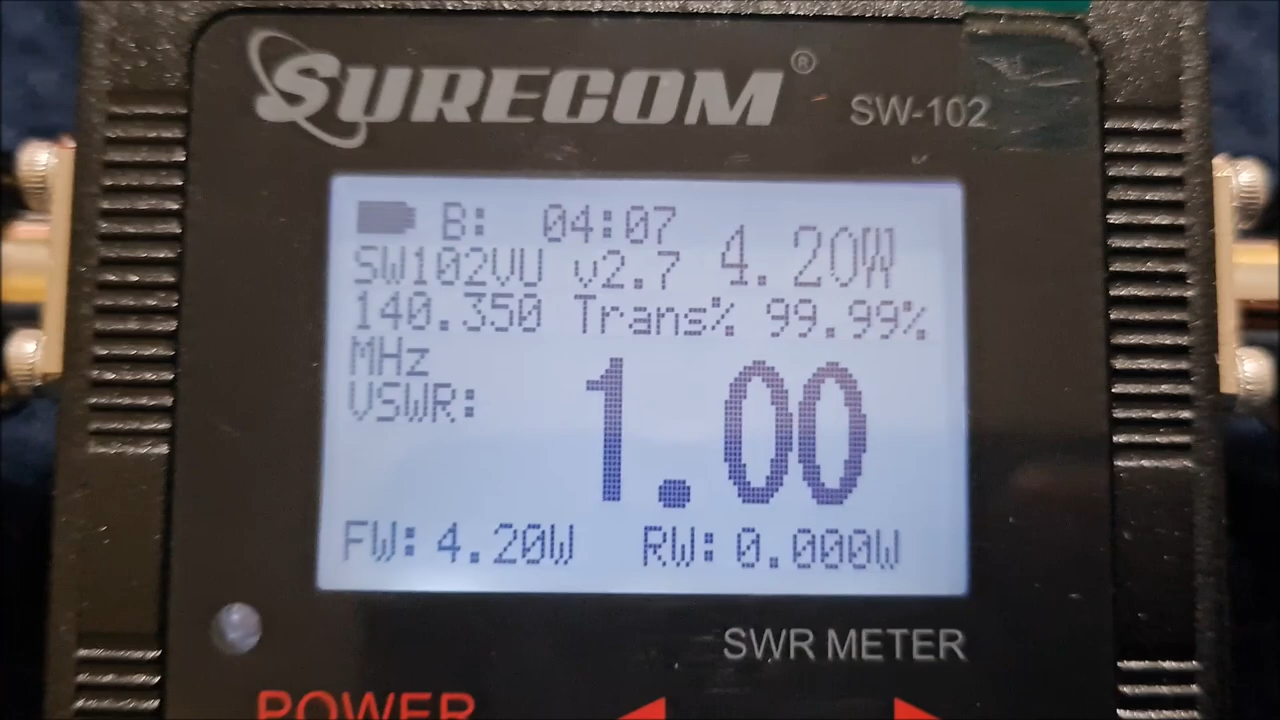 SURECOM®
SW-102
B: 04:07
4.20W
SW102VU v2.7
140.350 Trans% 99.99%
MHz
VSWR: 1.00
FW: 4.20W RW: 0.000W
SWR METER
POWER